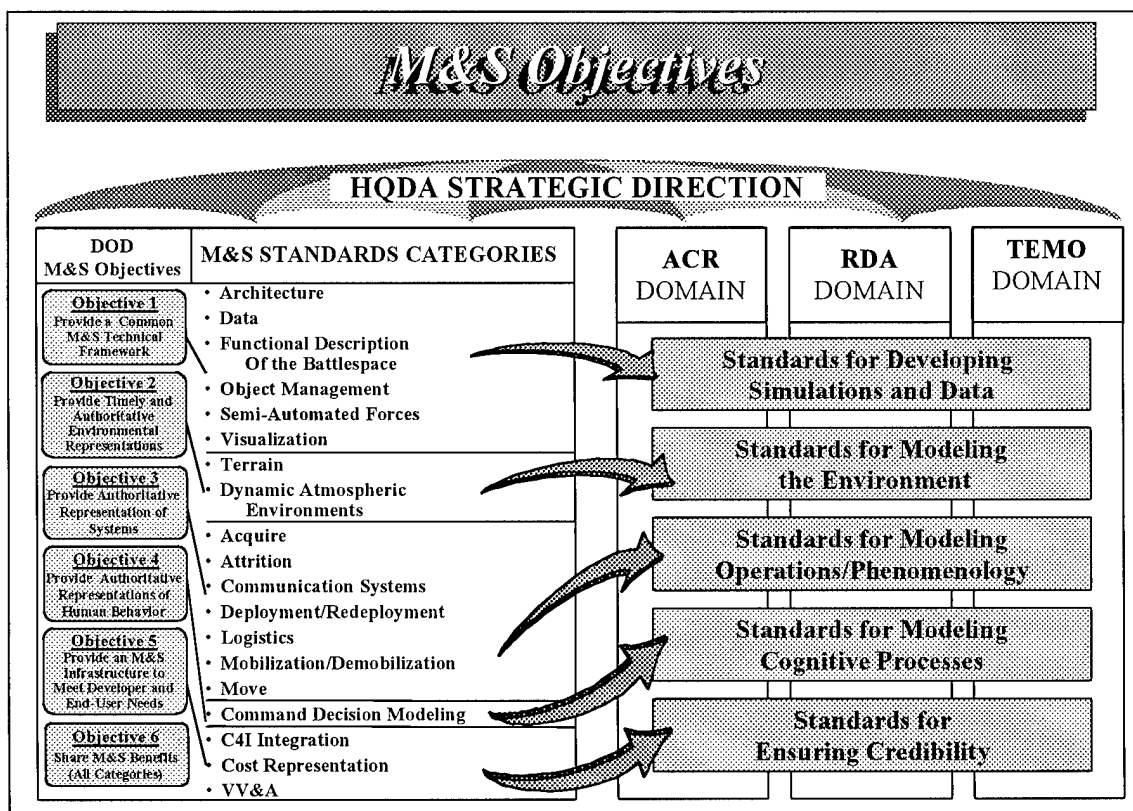 M&S Objectives
HQDA STRATEGIC DIRECTION
DOD
M&S Objectives
Objective 1
Provide a Common
M&S Technical
Framework
Objective 2
Provide Timely and
Authoritative
Environmental
Representations
Objective 3
Provide Authoritative
Representation of
Systems
Objective 4
Provide Authoritative
Representations of
Human Behavior
Objective 5
Provide an M&S
Infrastructure to
Meet Developer and
End-User Needs
Objective 6
Share M&S Benefits
(All Categories)
M&S STANDARDS CATEGORIES
· Architecture
· Data
· Functional Description
Of the Battlespace
· Object Management
· Semi-Automated Forces
· Visualization
· Terrain
· Dynamic Atmospheric
Environments
· Acquire
· Attrition
· Communication Systems
· Deployment/Redeployment
· Logistics
· Mobilization/Demobilization
· Move
· Command Decision Modeling
· C4I Integration
· Cost Representation
· VV&A
ACR
DOMAIN
RDA
DOMAIN
TEMO
DOMAIN
Standards for Developing
Simulations and Data
Standards for Modeling
the Environment
Standards for Modeling
Operations/Phenomenology
Standards for Modeling
Cognitive Processes
Standards for
Ensuring Credibility